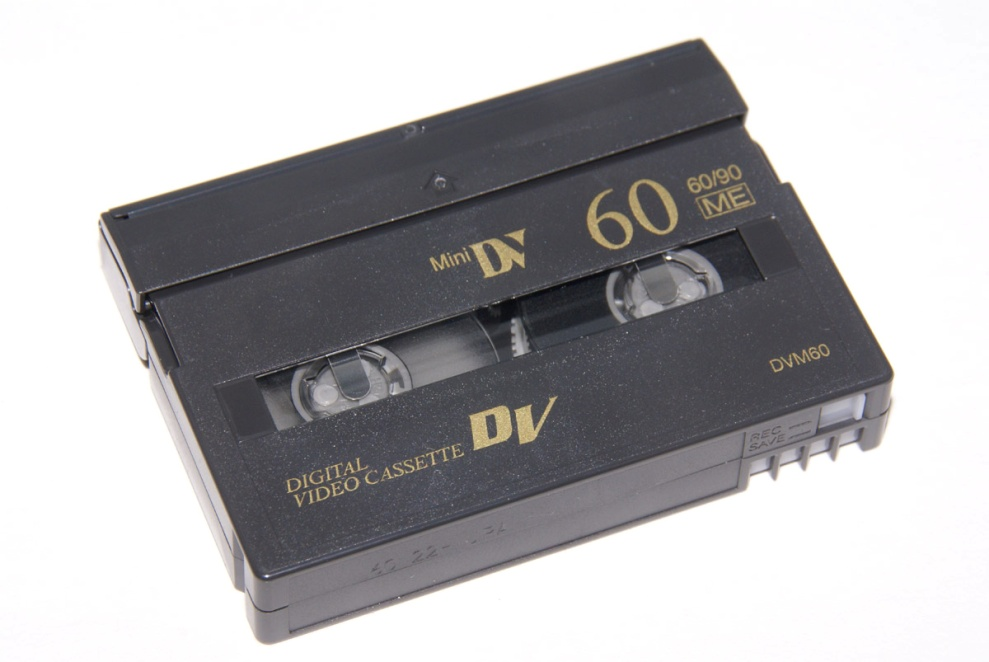 Mini DV
60
60/90
ME
DVM60
DIGITAL
VIDEO CASSETTE DV
REC
SAVE